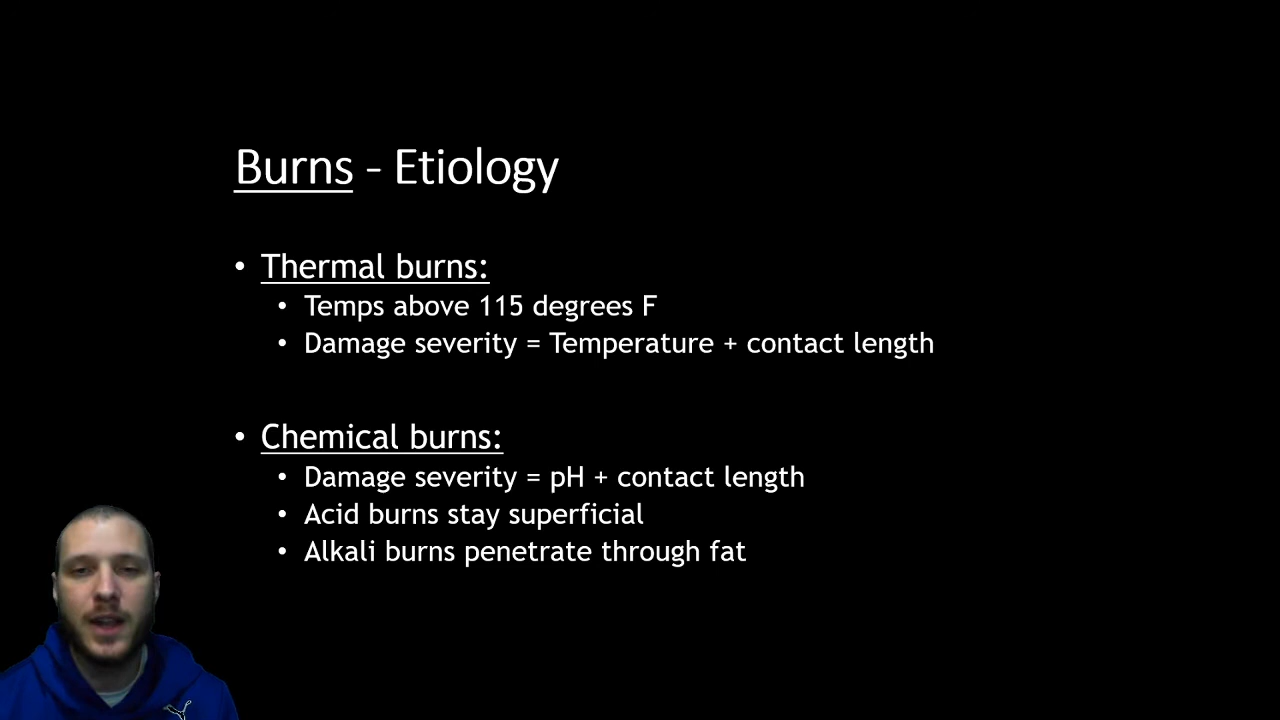 Burns - Etiology
• Thermal burns:
• Temps above 115 degrees F
• Damage severity = Temperature + contact length
• Chemical burns:
• Damage severity = pH + contact length
• Acid burns stay superficial
• Alkali burns penetrate through fat